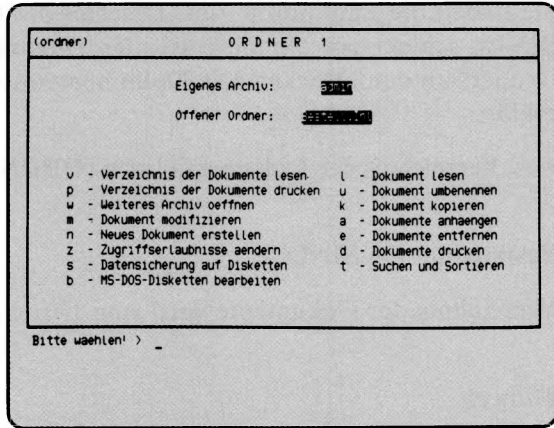 (ordner) O R D N E R 1
Eigenes Archiv: admin
Offener Ordner:
v - Verzeichnis der Dokumente lesen l - Dokument lesen
p - Verzeichnis der Dokumente drucken u - Dokument umbenennen
w - Weiteres Archiv oeffnen k - Dokument kopieren
m - Dokument modifizieren a - Dokumente anhaengen
n - Neues Dokument erstellen e - Dokumente entfernen
z - Zugriffserlaubnisse aendern d - Dokumente drucken
s - Datensicherung auf Disketten t - Suchen und Sortieren
b - MS-DOS-Disketten bearbeiten
Bitte waehlen! > _